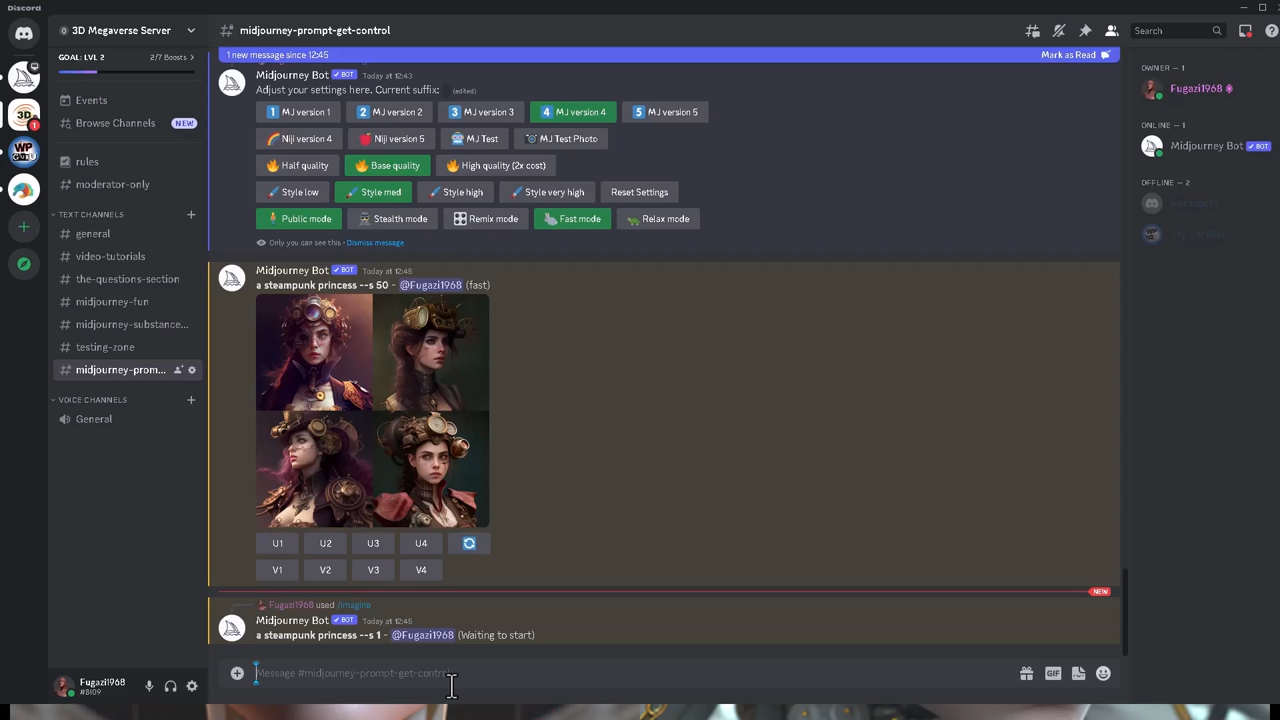 Discord
3D Megaverse Server
GOAL: LVL 2
2/7 Boosts >
Events
Browse Channels
NEW
rules
moderator-only
TEXT CHANNELS
general
video-tutorials
the-questions-section
midjourney-fun
midjourney-substance...
testing-zone
midjourney-prom...
VOICE CHANNELS
General
Fugazi1968
#8109
midjourney-prompt-get-control
Search
1 new message since 12:45
Mark as Read
Midjourney Bot ✔ BOT Today at 12:43
Adjust your settings here. Current suffix: (edited)
1 MJ version 1
2 MJ version 2
3 MJ version 3
4 MJ version 4
5 MJ version 5
Niji version 4
Niji version 5
MJ Test
MJ Test Photo
Half quality
Base quality
High quality (2x cost)
Style low
Style med
Style high
Style very high
Reset Settings
Public mode
Stealth mode
Remix mode
Fast mode
Relax mode
Only you can see this • Dismiss message
Midjourney Bot ✔ BOT Today at 12:45
a steampunk princess --s 50 - @Fugazi1968 (fast)
U1
U2
U3
U4
V1
V2
V3
V4
NEW
Fugazi1968 used /imagine
Midjourney Bot ✔ BOT Today at 12:45
a steampunk princess --s 1 - @Fugazi1968 (Waiting to start)
Message #midjourney-prompt-get-control
GIF
OWNER — 1
Fugazi1968
ONLINE — 1
Midjourney Bot ✔ BOT
OFFLINE — 2
3D
1
WP
GURU